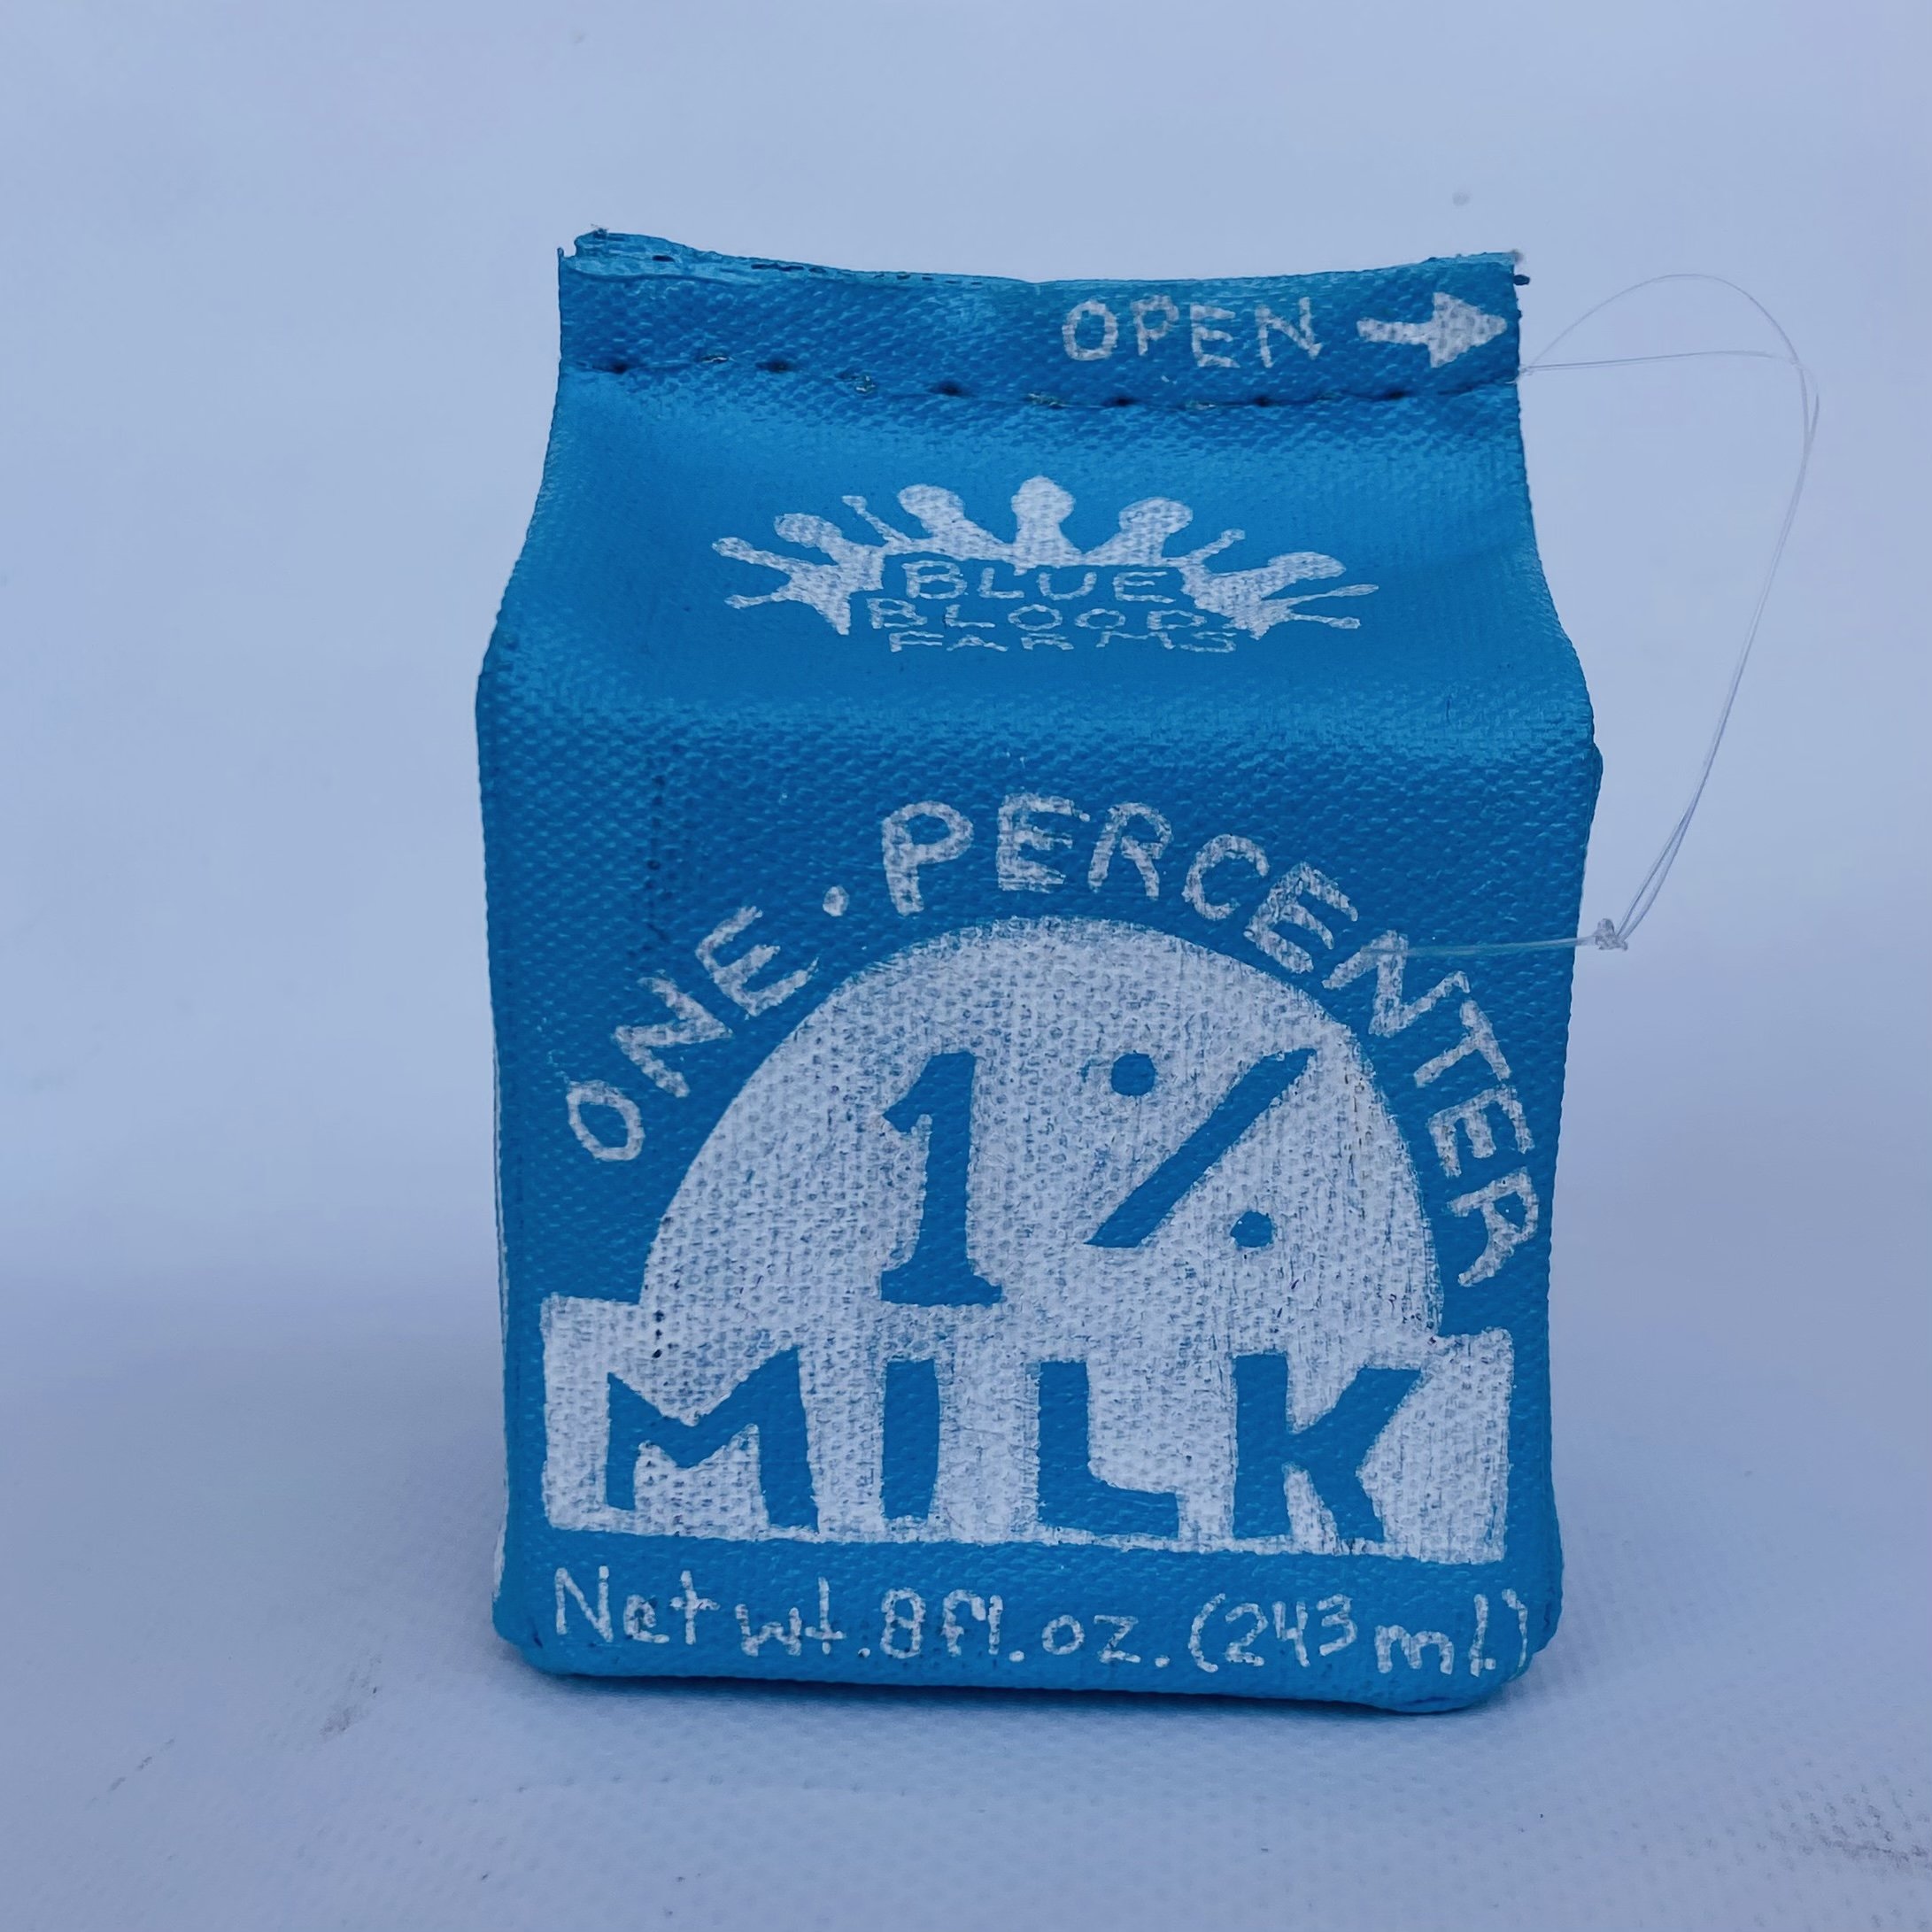 OPEN →
BLUE
BLOOD
FARMS
ONE • PERCENTER
1%
MILK
Net wt. 8 fl. oz. (243 ml)